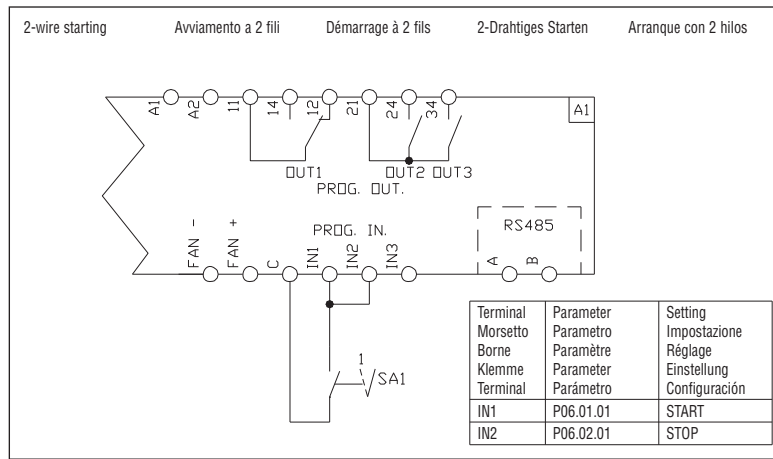 2-wire starting Avviamento a 2 fili Démarrage à 2 fils 2-Drahtiges Starten Arranque con 2 hilos
A1 A2 11 14 12 21 24 34 A1
OUT1 OUT2 OUT3
PROG. OUT.
PROG. IN. RS485
FAN - FAN + C IN1 IN2 IN3 A B
1
SA1
Terminal Parameter Setting
Morsetto Parametro Impostazione
Borne Paramètre Réglage
Klemme Parameter Einstellung
Terminal Parámetro Configuración
IN1 P06.01.01 START
IN2 P06.02.01 STOP